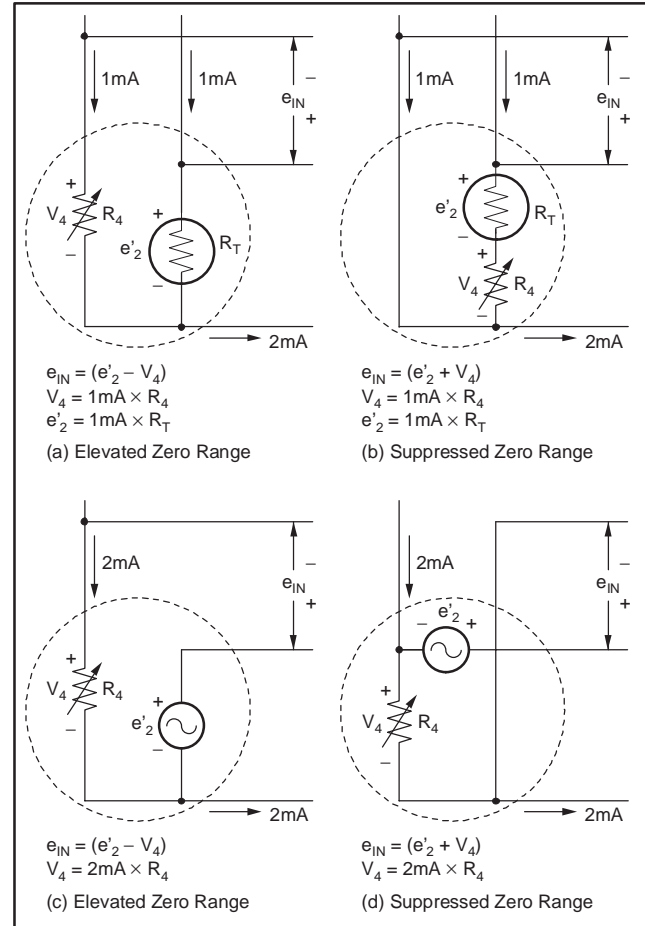 1mA 1mA – e_IN +
+ V_4 R_4 –
+ e'_2 R_T –
2mA
e_IN = (e'_2 – V_4)
V_4 = 1mA × R_4
e'_2 = 1mA × R_T
(a) Elevated Zero Range
1mA 1mA – e_IN +
+ e'_2 R_T –
+ V_4 R_4 –
2mA
e_IN = (e'_2 + V_4)
V_4 = 1mA × R_4
e'_2 = 1mA × R_T
(b) Suppressed Zero Range
2mA – e_IN +
+ V_4 R_4 –
+ e'_2 –
2mA
e_IN = (e'_2 – V_4)
V_4 = 2mA × R_4
(c) Elevated Zero Range
2mA – e_IN +
– e'_2 +
+ V_4 R_4 –
2mA
e_IN = (e'_2 + V_4)
V_4 = 2mA × R_4
(d) Suppressed Zero Range